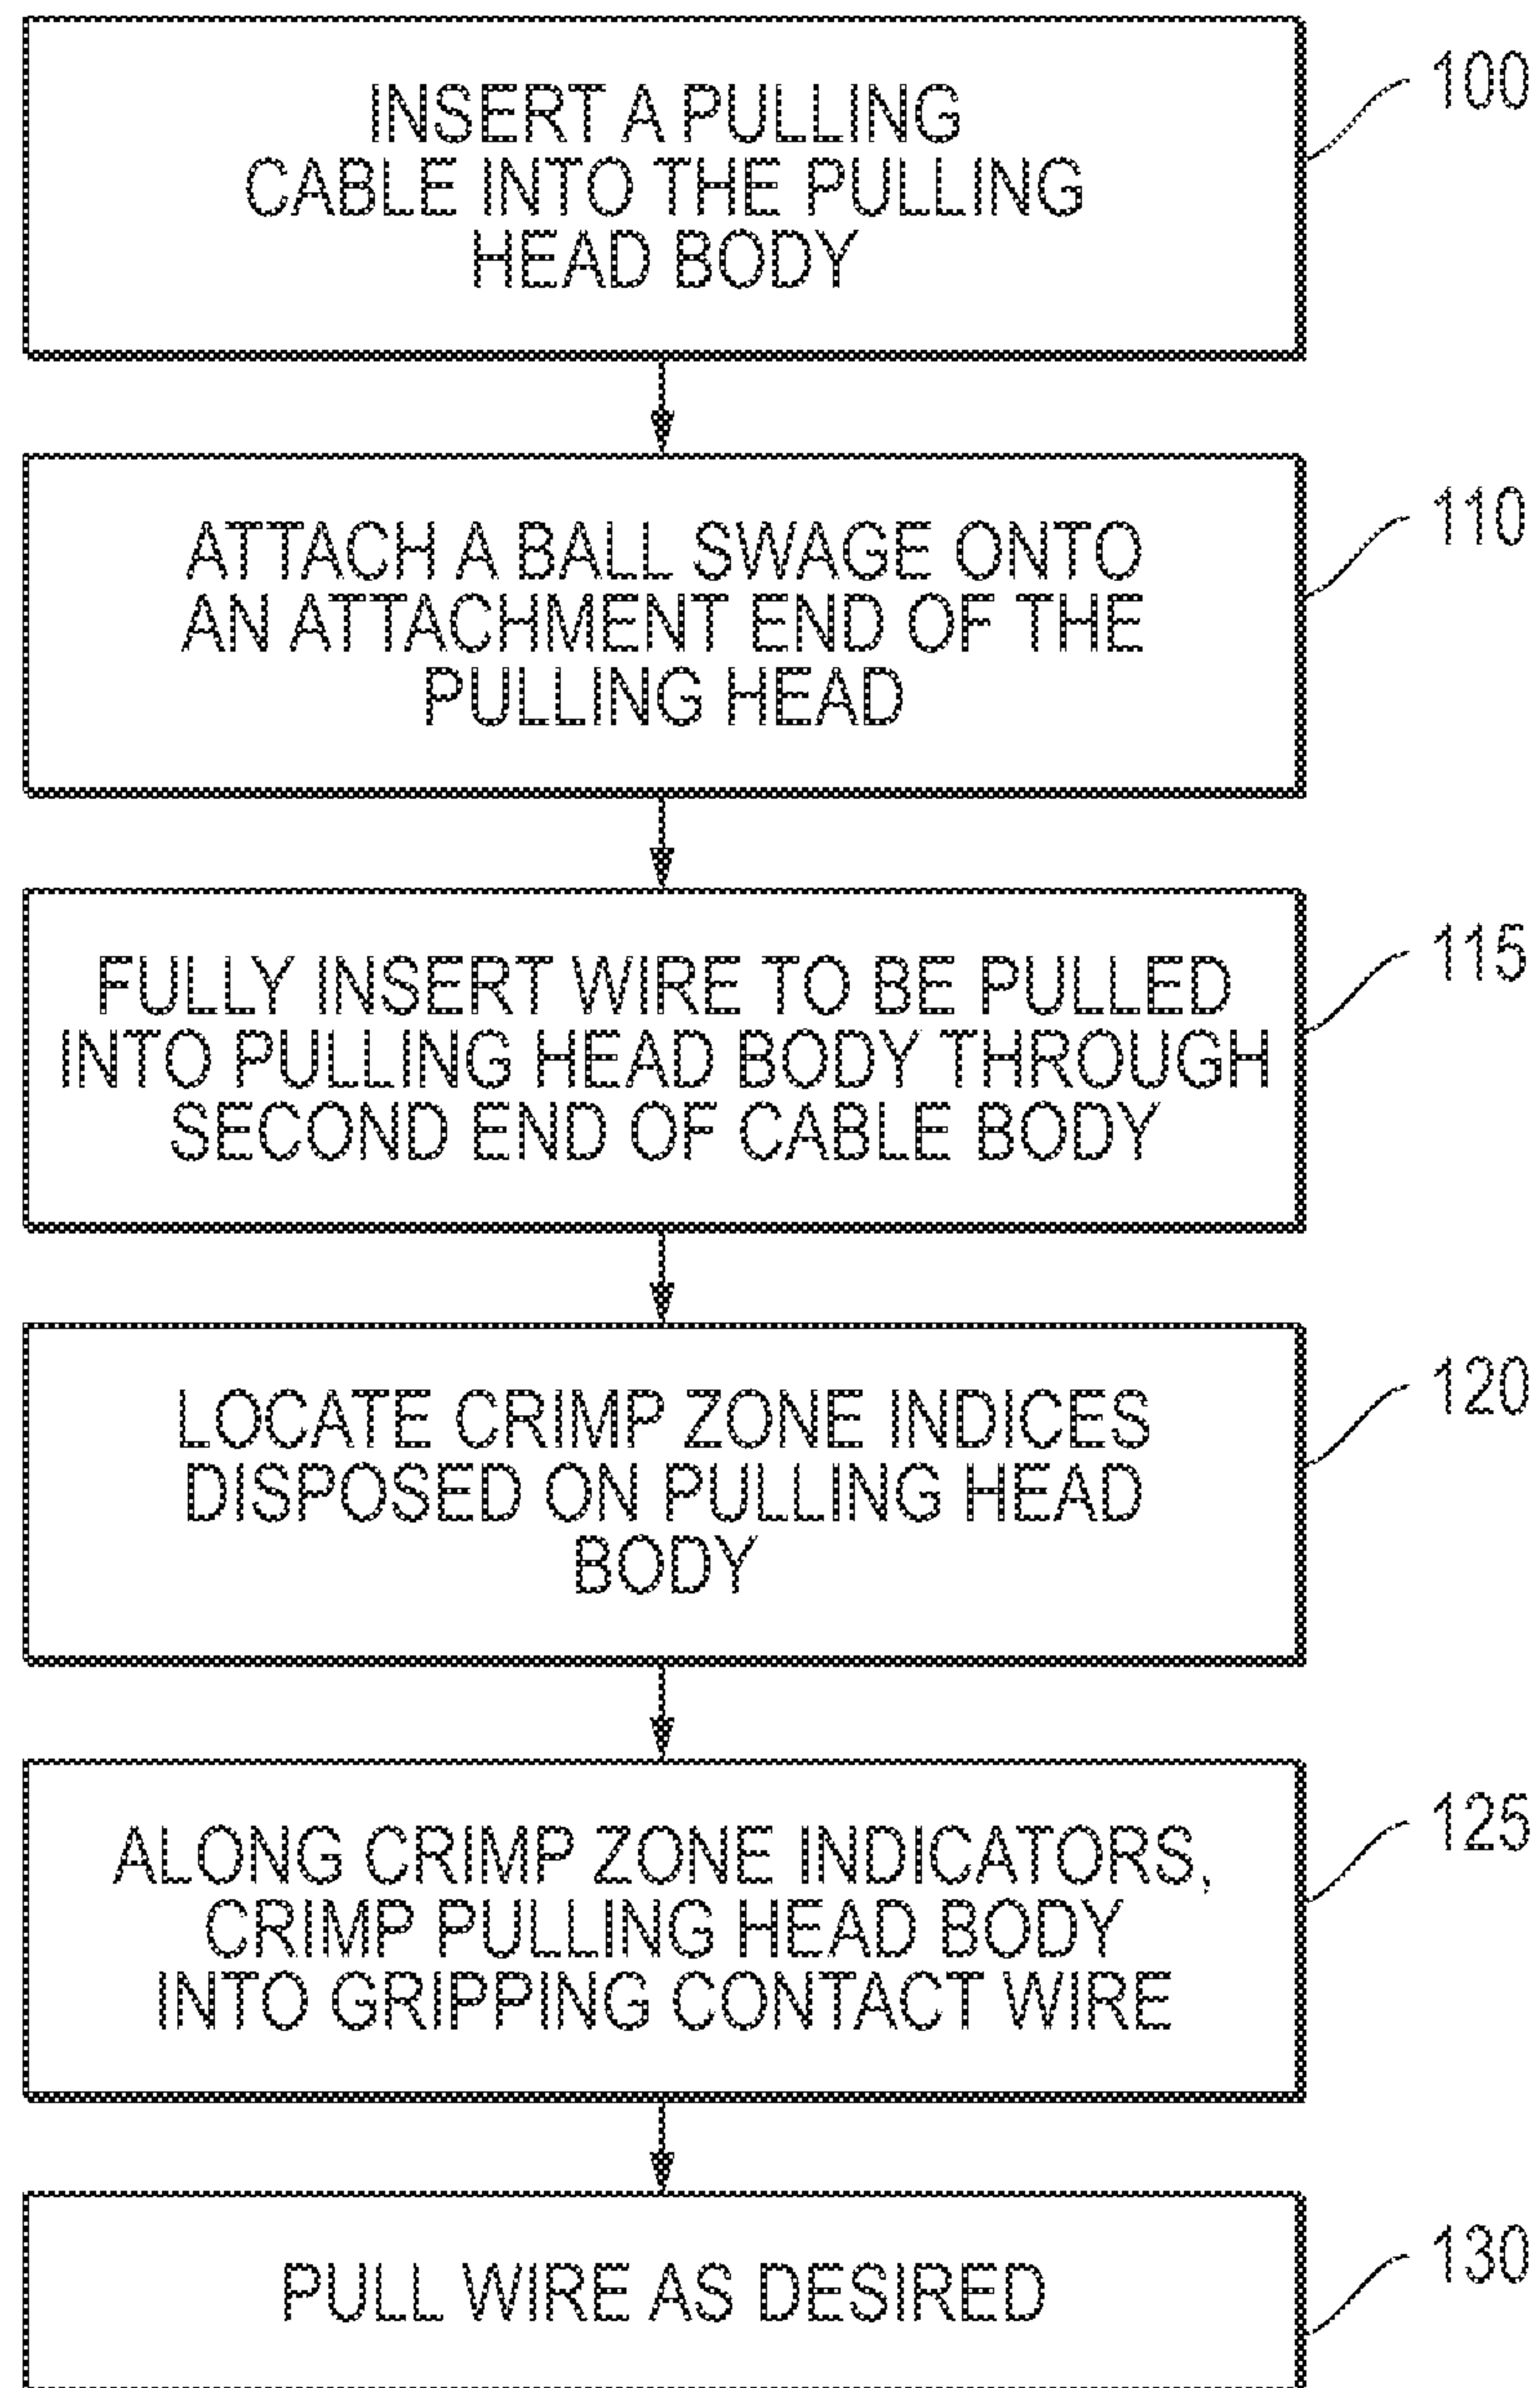 INSERT A PULLING
CABLE INTO THE PULLING
HEAD BODY
100
ATTACH A BALL SWAGE ONTO
AN ATTACHMENT END OF THE
PULLING HEAD
110
FULLY INSERT WIRE TO BE PULLED
INTO PULLING HEAD BODY THROUGH
SECOND END OF CABLE BODY
115
LOCATE CRIMP ZONE INDICES
DISPOSED ON PULLING HEAD
BODY
120
ALONG CRIMP ZONE INDICATORS,
CRIMP PULLING HEAD BODY
INTO GRIPPING CONTACT WIRE
125
PULL WIRE AS DESIRED
130